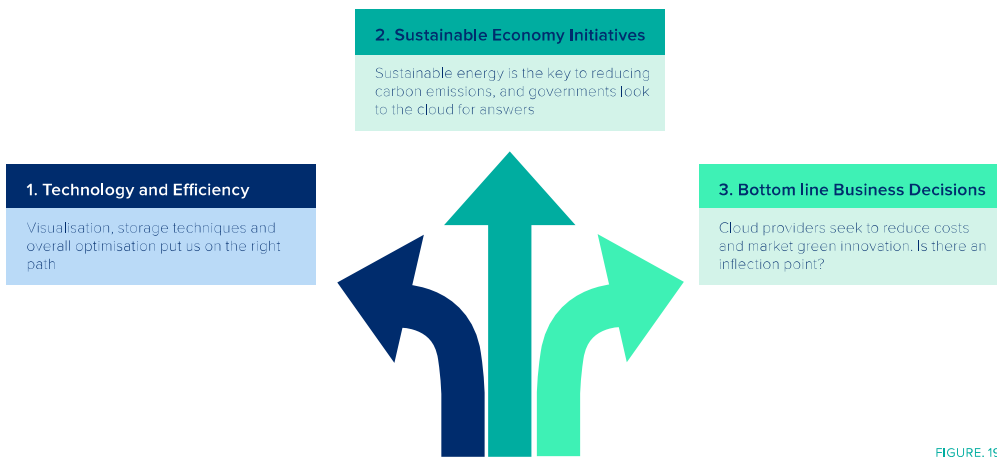 2. Sustainable Economy Initiatives
Sustainable energy is the key to reducing
carbon emissions, and governments look
to the cloud for answers
1. Technology and Efficiency
Visualisation, storage techniques and
overall optimisation put us on the right
path
3. Bottom line Business Decisions
Cloud providers seek to reduce costs
and market green innovation. Is there an
inflection point?
FIGURE. 19